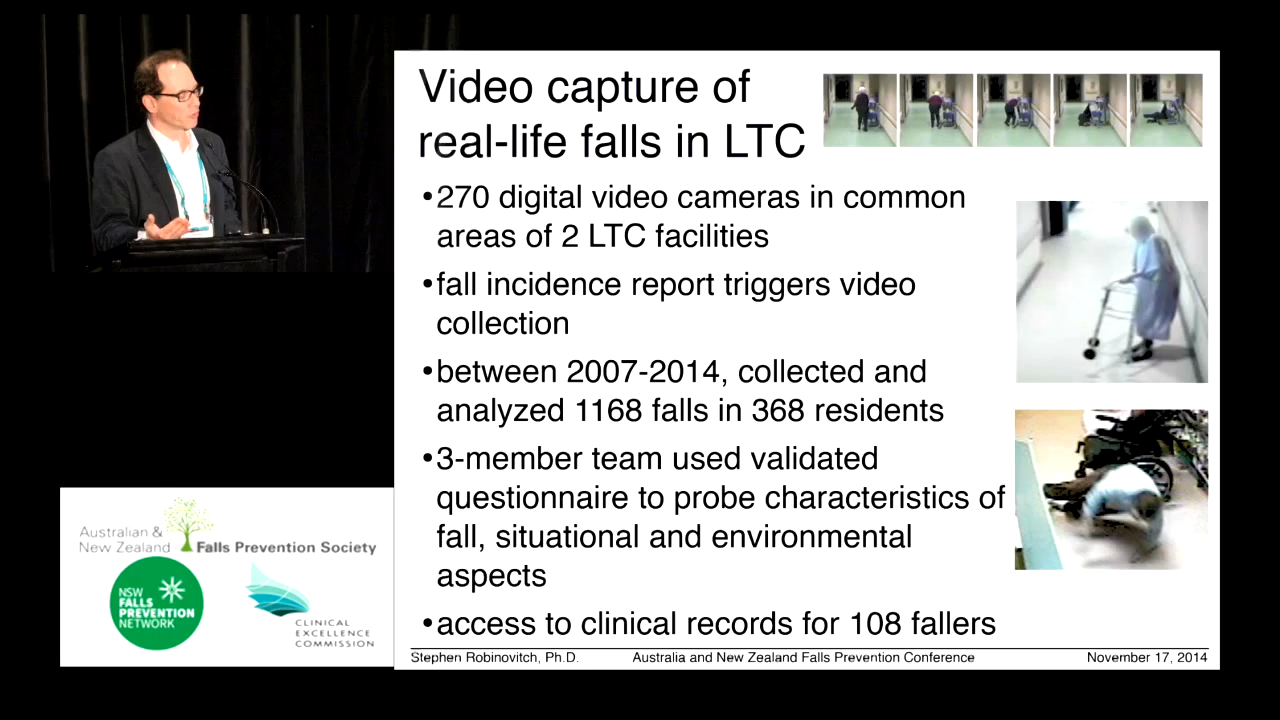 Video capture of
real-life falls in LTC
•270 digital video cameras in common
areas of 2 LTC facilities
•fall incidence report triggers video
collection
•between 2007-2014, collected and
analyzed 1168 falls in 368 residents
•3-member team used validated
questionnaire to probe characteristics of
fall, situational and environmental
aspects
•access to clinical records for 108 fallers
Stephen Robinovitch, Ph.D. Australia and New Zealand Falls Prevention Conference November 17, 2014
Australian &
New Zealand Falls Prevention Society
NSW
FALLS
PREVENTION
NETWORK
CLINICAL
EXCELLENCE
COMMISSION